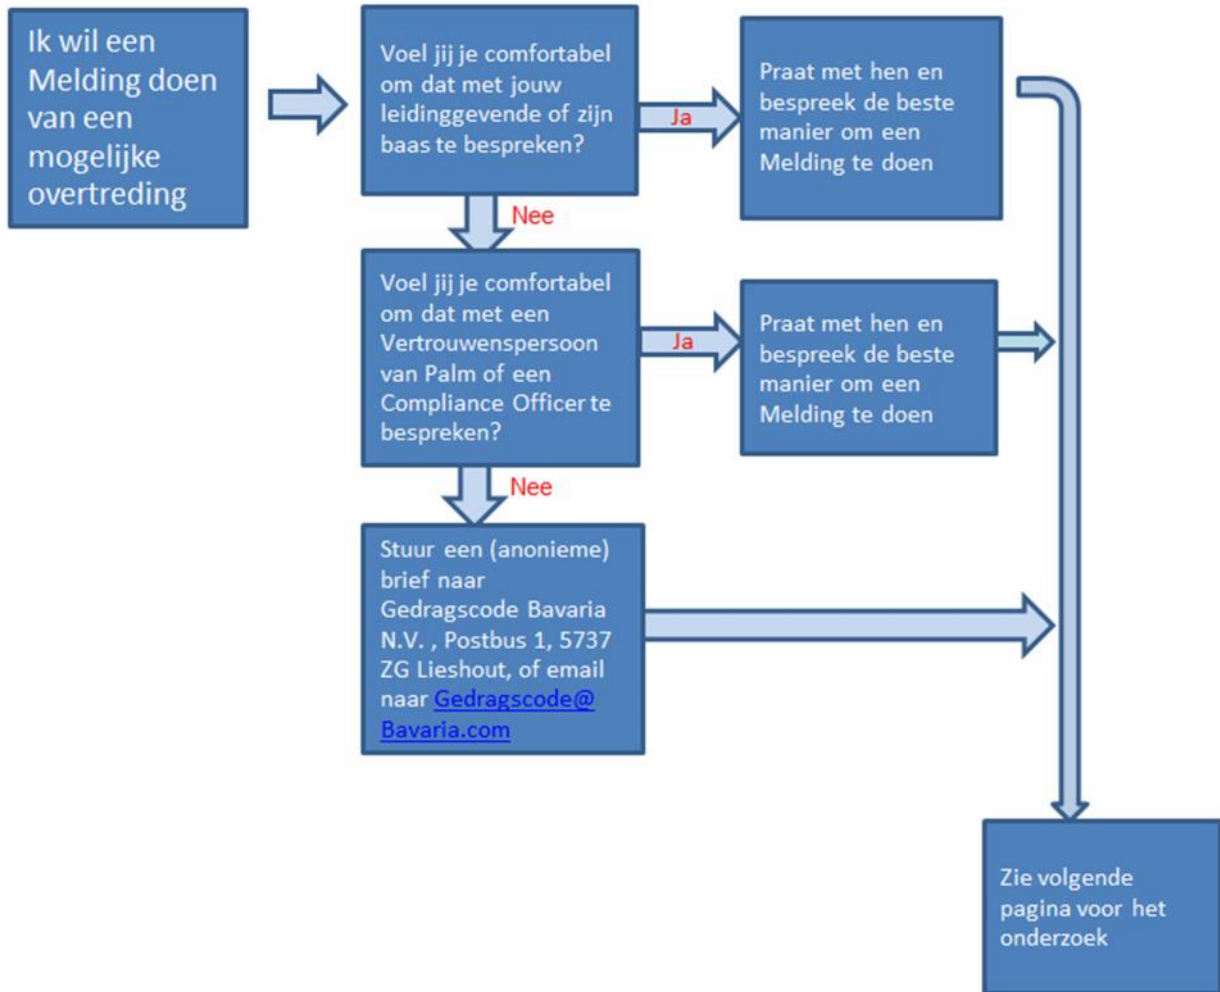 Ik wil een
Melding doen
van een
mogelijke
overtreding
Voel jij je comfortabel
om dat met jouw
leidinggevende of zijn
baas te bespreken?
Ja
Praat met hen en
bespreek de beste
manier om een
Melding te doen
Nee
Voel jij je comfortabel
om dat met een
Vertrouwenspersoon
van Palm of een
Compliance Officer te
bespreken?
Ja
Praat met hen en
bespreek de beste
manier om een
Melding te doen
Nee
Stuur een (anonieme)
brief naar
Gedragscode Bavaria
N.V. , Postbus 1, 5737
ZG Lieshout, of email
naar Gedragscode@
Bavaria.com
Zie volgende
pagina voor het
onderzoek